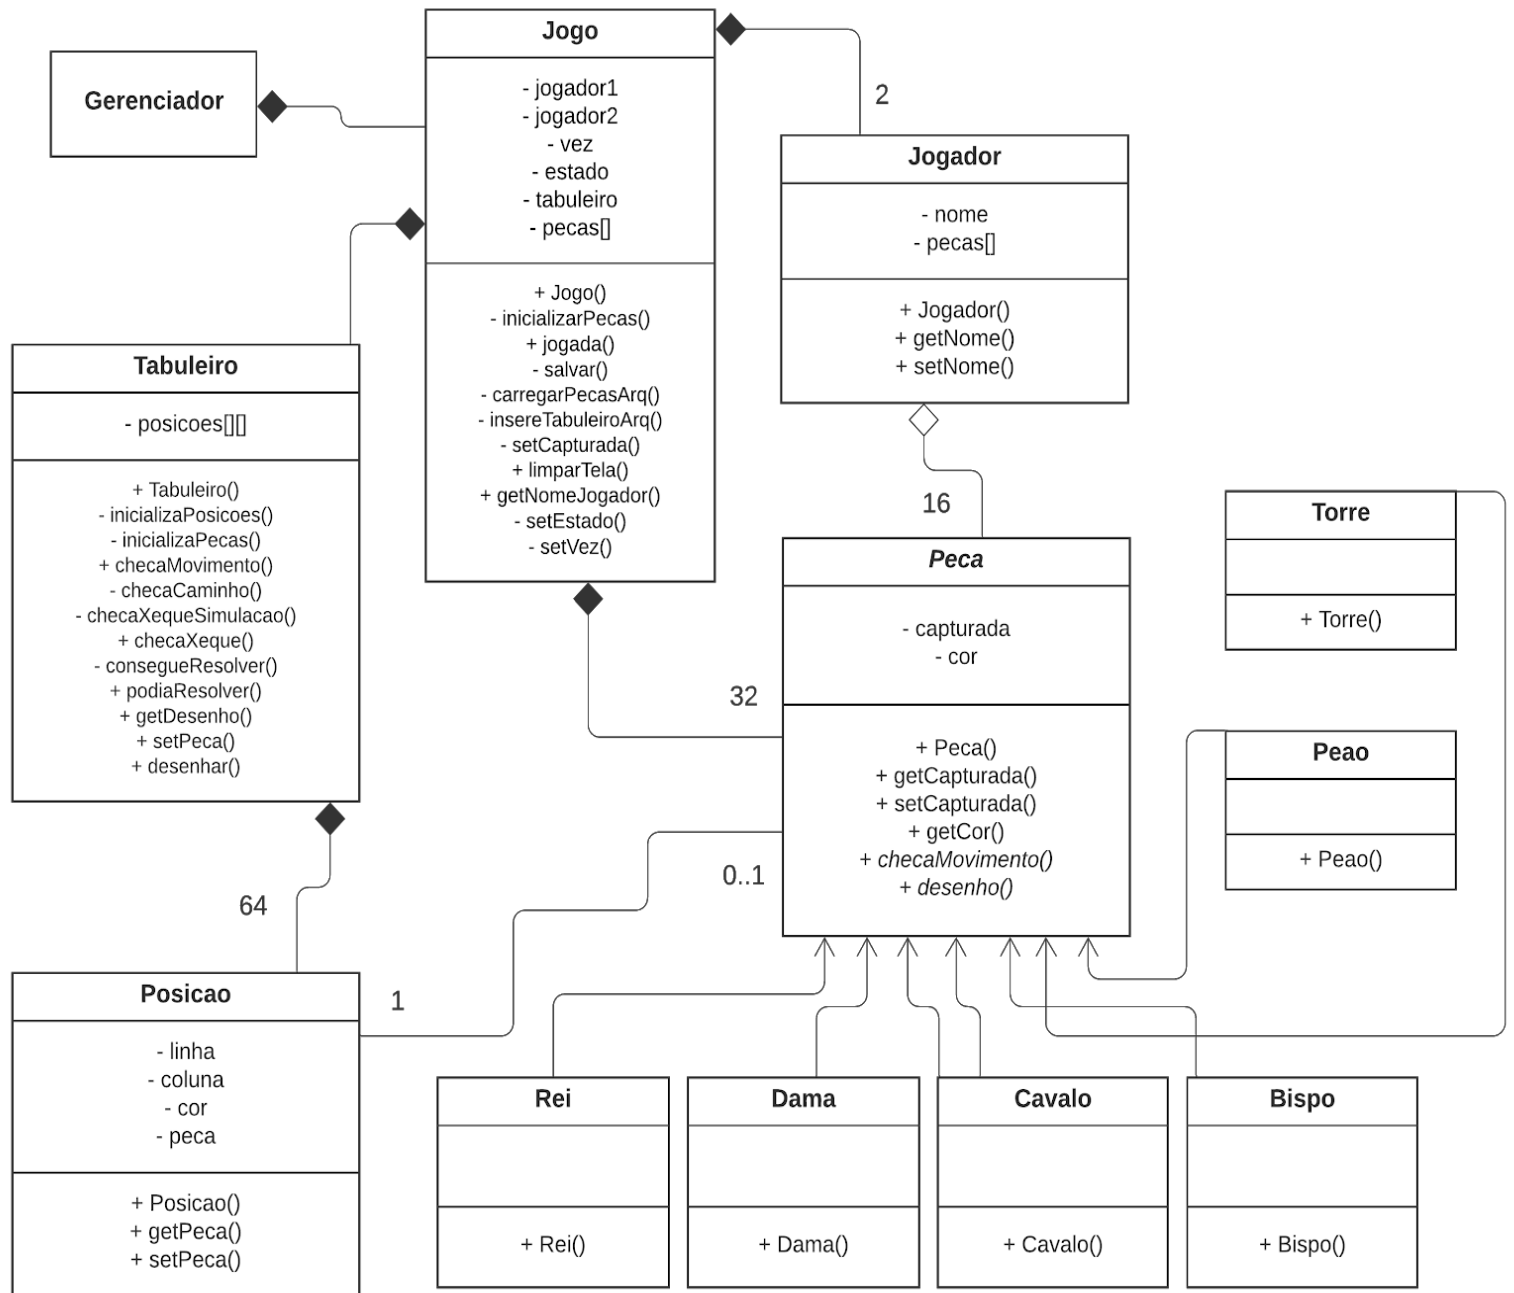 Gerenciador
Jogo
- jogador1
- jogador2
- vez
- estado
- tabuleiro
- pecas[]
+ Jogo()
- inicializarPecas()
+ jogada()
- salvar()
- carregarPecasArq()
- insereTabuleiroArq()
- setCapturada()
+ limparTela()
+ getNomeJogador()
- setEstado()
- setVez()
2
Jogador
- nome
- pecas[]
+ Jogador()
+ getNome()
+ setNome()
Tabuleiro
- posicoes[][]
+ Tabuleiro()
- inicializaPosicoes()
- inicializaPecas()
+ checaMovimento()
- checaCaminho()
- checaXequeSimulacao()
+ checaXeque()
- consegueResolver()
+ podiaResolver()
+ getDesenho()
+ setPeca()
+ desenhar()
16
32
Peca
- capturada
- cor
+ Peca()
+ getCapturada()
+ setCapturada()
+ getCor()
+ checaMovimento()
+ desenho()
0..1
Torre
+ Torre()
Peao
+ Peao()
64
1
Posicao
- linha
- coluna
- cor
- peca
+ Posicao()
+ getPeca()
+ setPeca()
Rei
+ Rei()
Dama
+ Dama()
Cavalo
+ Cavalo()
Bispo
+ Bispo()